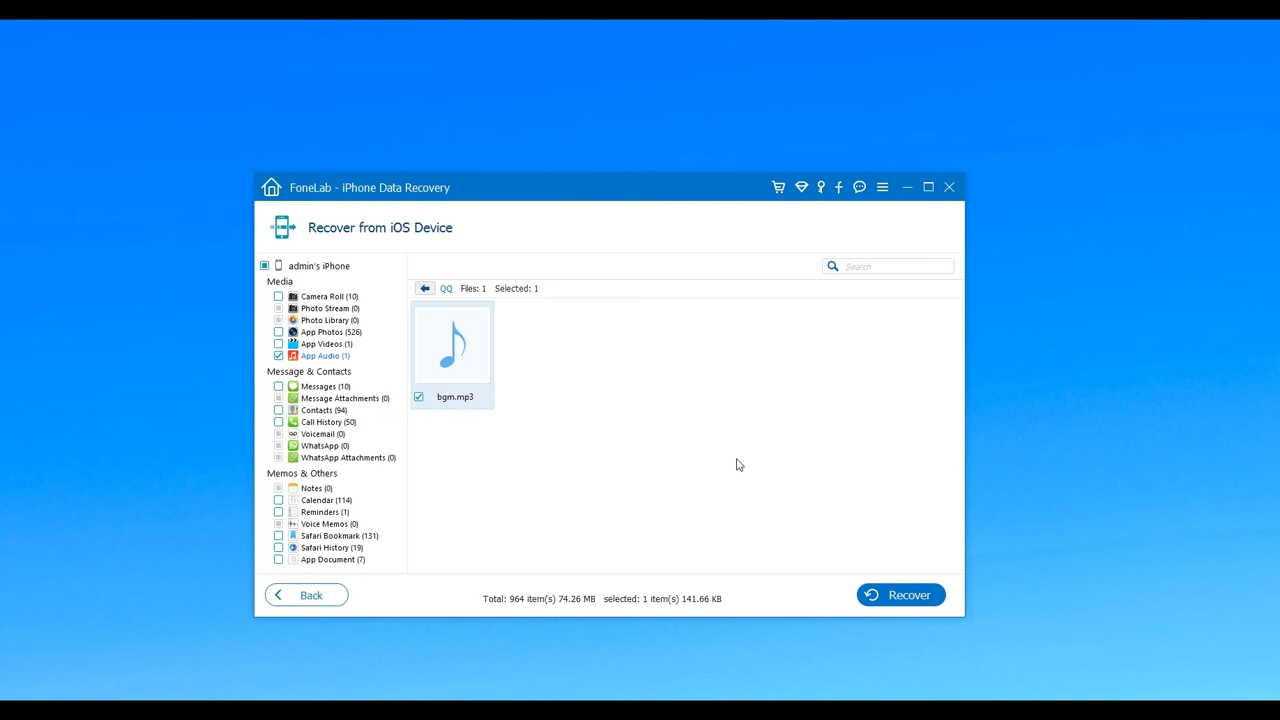 FoneLab - iPhone Data Recovery
Recover from iOS Device
admin's iPhone
Media
Camera Roll (10)
Photo Stream (0)
Photo Library (0)
App Photos (526)
App Videos (1)
App Audio (1)
Message & Contacts
Messages (10)
Message Attachments (0)
Contacts (94)
Call History (50)
Voicemail (0)
WhatsApp (0)
WhatsApp Attachments (0)
Memos & Others
Notes (0)
Calendar (114)
Reminders (1)
Voice Memos (0)
Safari Bookmark (131)
Safari History (19)
App Document (7)
Search
QQ Files: 1 Selected: 1
bgm.mp3
Back
Total: 964 item(s) 74.26 MB selected: 1 item(s) 141.66 KB
Recover